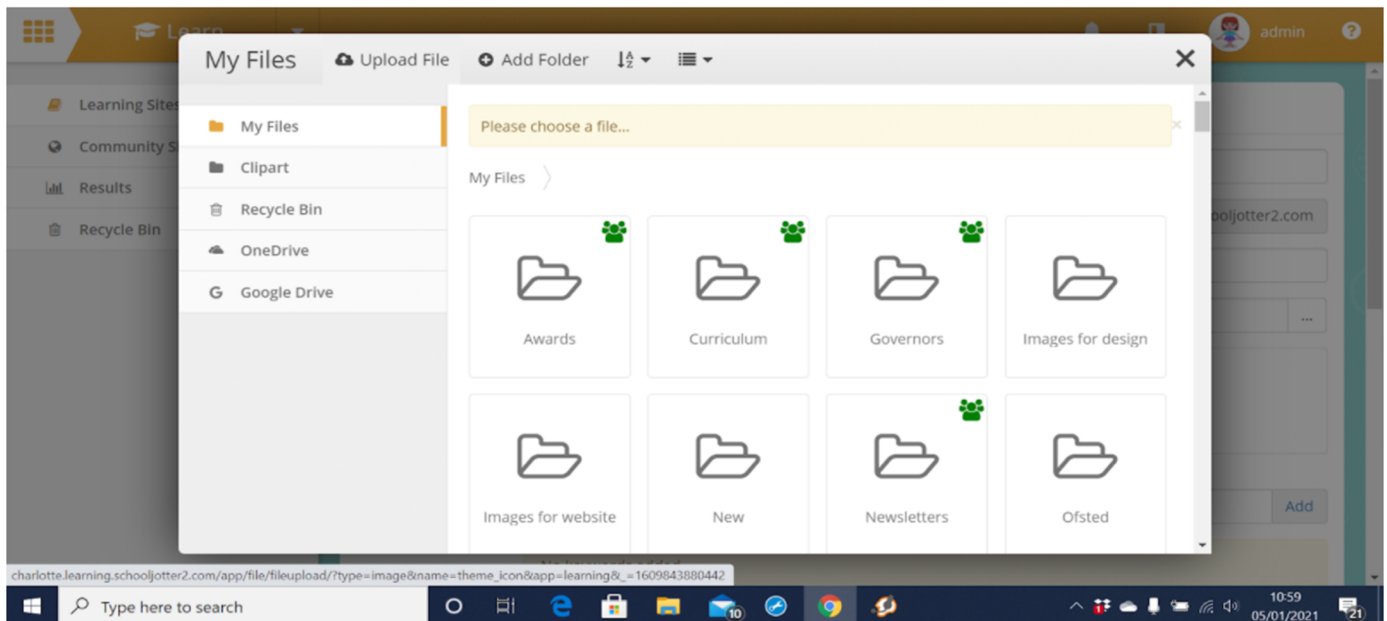 Learn
admin
My Files
Upload File
Add Folder
Learning Sites
Community S
Results
Recycle Bin
My Files
Clipart
Recycle Bin
OneDrive
Google Drive
Please choose a file...
My Files
ooljotter2.com
...
Awards
Curriculum
Governors
Images for design
Images for website
New
Newsletters
Ofsted
Add
No keywords added
charlotte.learning.schooljotter2.com/app/file/fileupload/?type=image&name=theme_icon&app=learning&_=1609843880442
Type here to search
10
10:59
05/01/2021
21